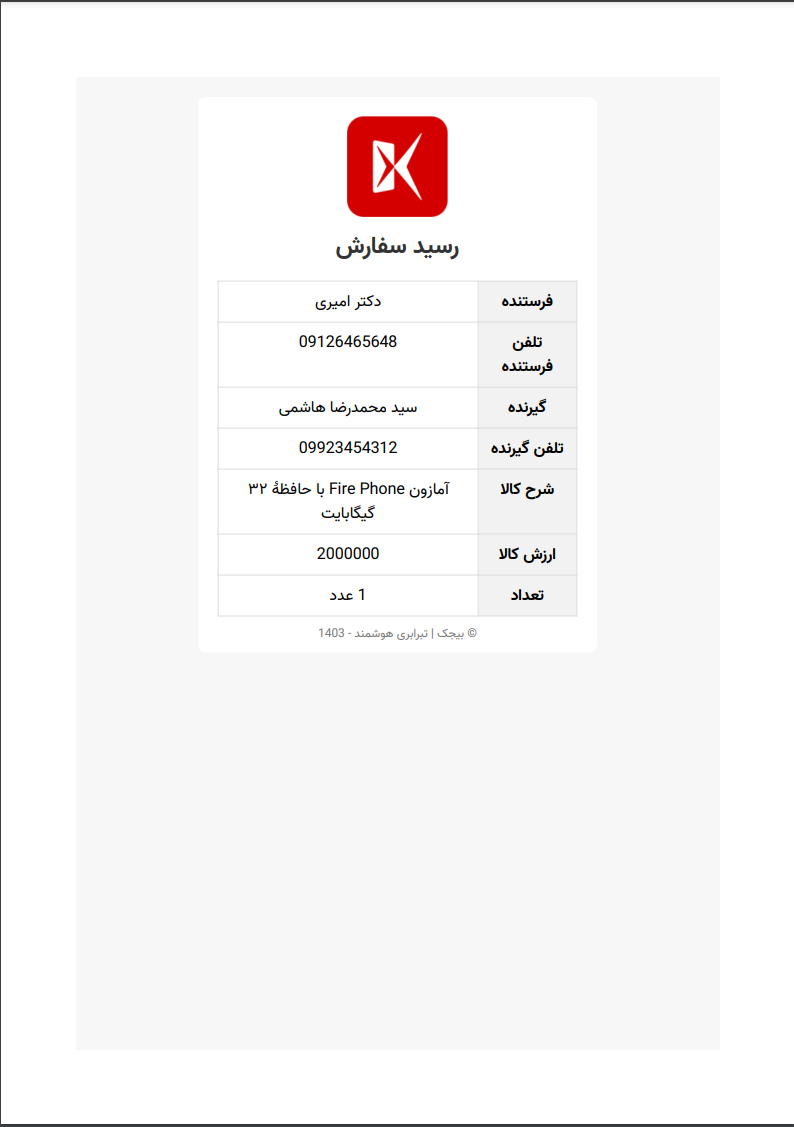 رسید سفارش
فرستنده دکتر امیری
تلفن 09126465648
فرستنده
گیرنده سید محمدرضا هاشمی
تلفن گیرنده 09923454312
شرح کالا آمازون Fire Phone با حافظهٔ ۳۲
گیگابایت
ارزش کالا 2000000
تعداد 1 عدد
© بیجک | تبرابری هوشمند - 1403